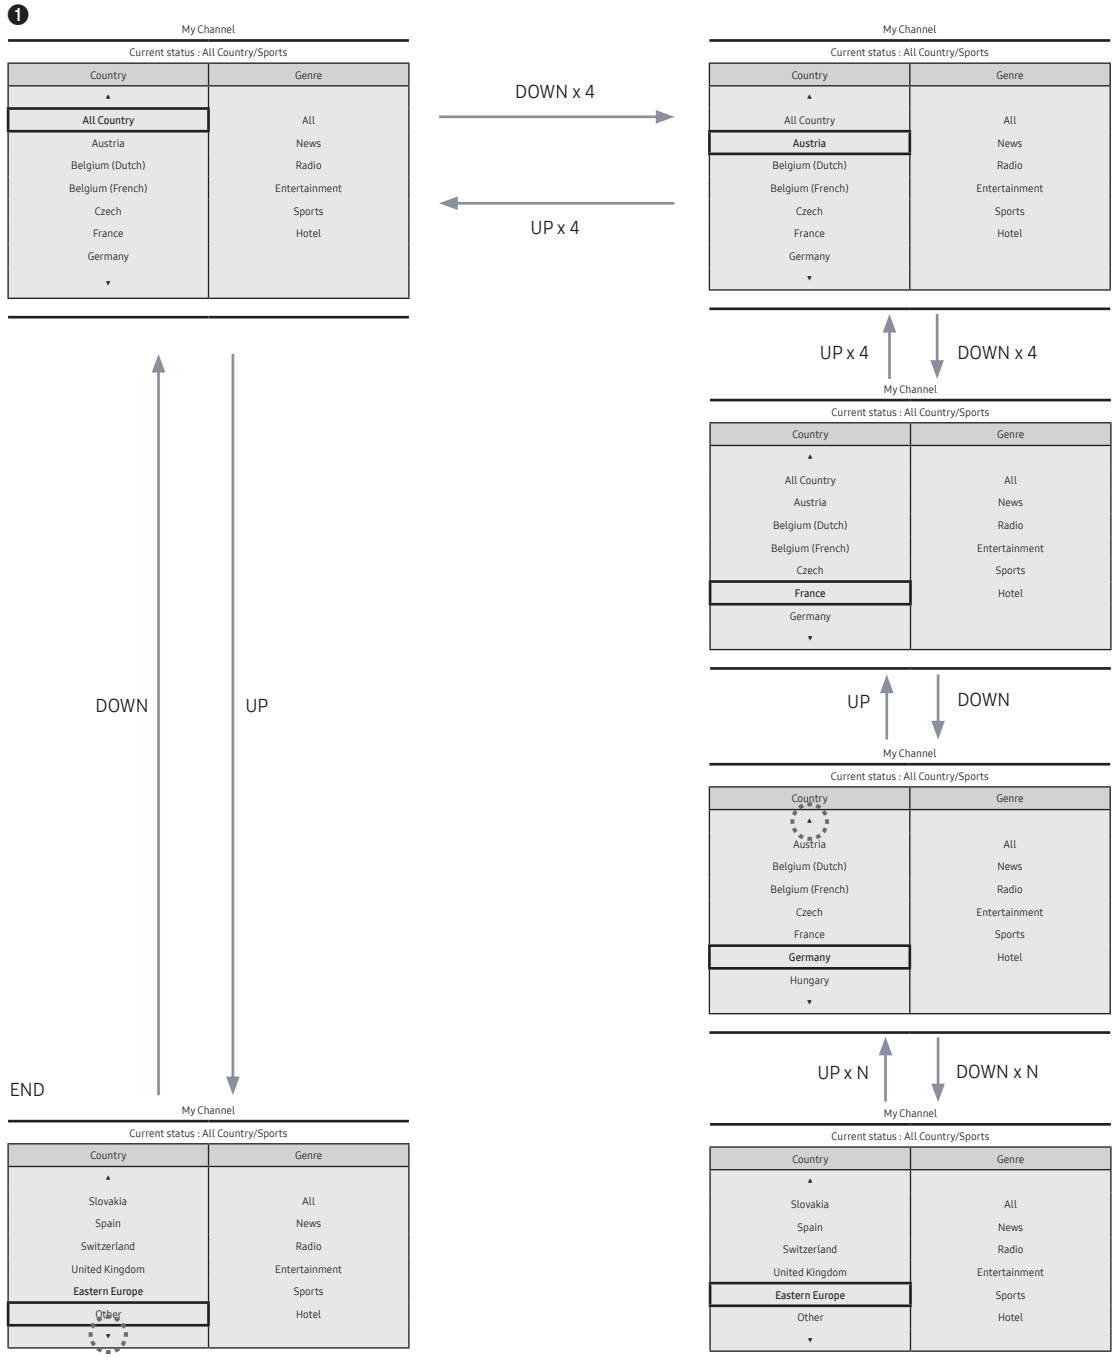 ❶
My Channel
Current status : All Country/Sports
Country Genre
▲
All Country All
Austria News
Belgium (Dutch) Radio
Belgium (French) Entertainment
Czech Sports
France Hotel
Germany
▼
DOWN x 4
UP x 4
My Channel
Current status : All Country/Sports
Country Genre
▲
All Country All
Austria News
Belgium (Dutch) Radio
Belgium (French) Entertainment
Czech Sports
France Hotel
Germany
▼
UP x 4 DOWN x 4
My Channel
Current status : All Country/Sports
Country Genre
▲
All Country All
Austria News
Belgium (Dutch) Radio
Belgium (French) Entertainment
Czech Sports
France Hotel
Germany
▼
DOWN UP
UP DOWN
My Channel
Current status : All Country/Sports
Country Genre
▲
Austria All
Belgium (Dutch) News
Belgium (French) Radio
Czech Entertainment
France Sports
Germany Hotel
Hungary
▼
UP x N DOWN x N
END
My Channel
Current status : All Country/Sports
Country Genre
▲
Slovakia All
Spain News
Switzerland Radio
United Kingdom Entertainment
Eastern Europe Sports
Other Hotel
▼
My Channel
Current status : All Country/Sports
Country Genre
▲
Slovakia All
Spain News
Switzerland Radio
United Kingdom Entertainment
Eastern Europe Sports
Other Hotel
▼